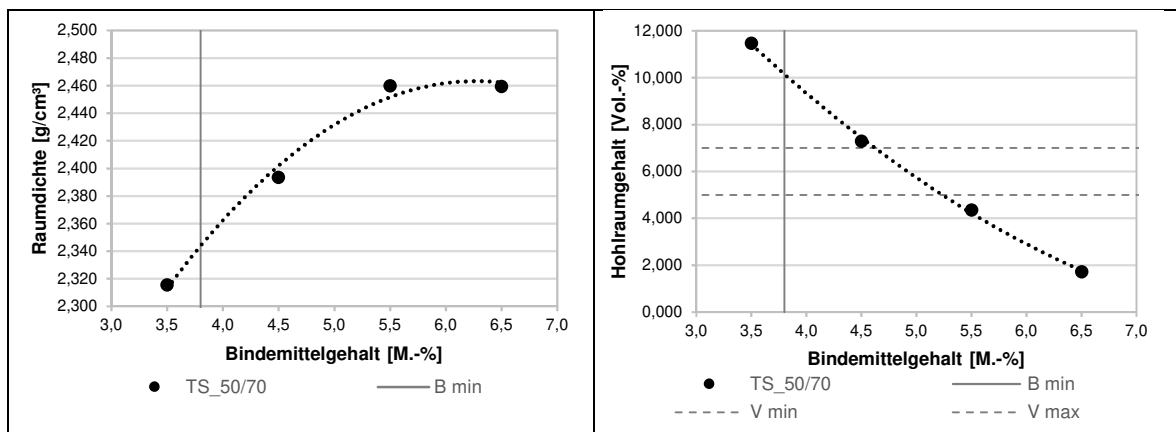 2,500
2,480
2,460
2,440
2,420
2,400
2,380
2,360
2,340
2,320
2,300
Raumdichte [g/cm³]
3,0 3,5 4,0 4,5 5,0 5,5 6,0 6,5 7,0
Bindemittelgehalt [M.-%]
TS_50/70 B min
12,000
10,000
8,000
6,000
4,000
2,000
0,000
Hohlraumgehalt [Vol.-%]
3,0 3,5 4,0 4,5 5,0 5,5 6,0 6,5 7,0
Bindemittelgehalt [M.-%]
TS_50/70 B min
V min V max